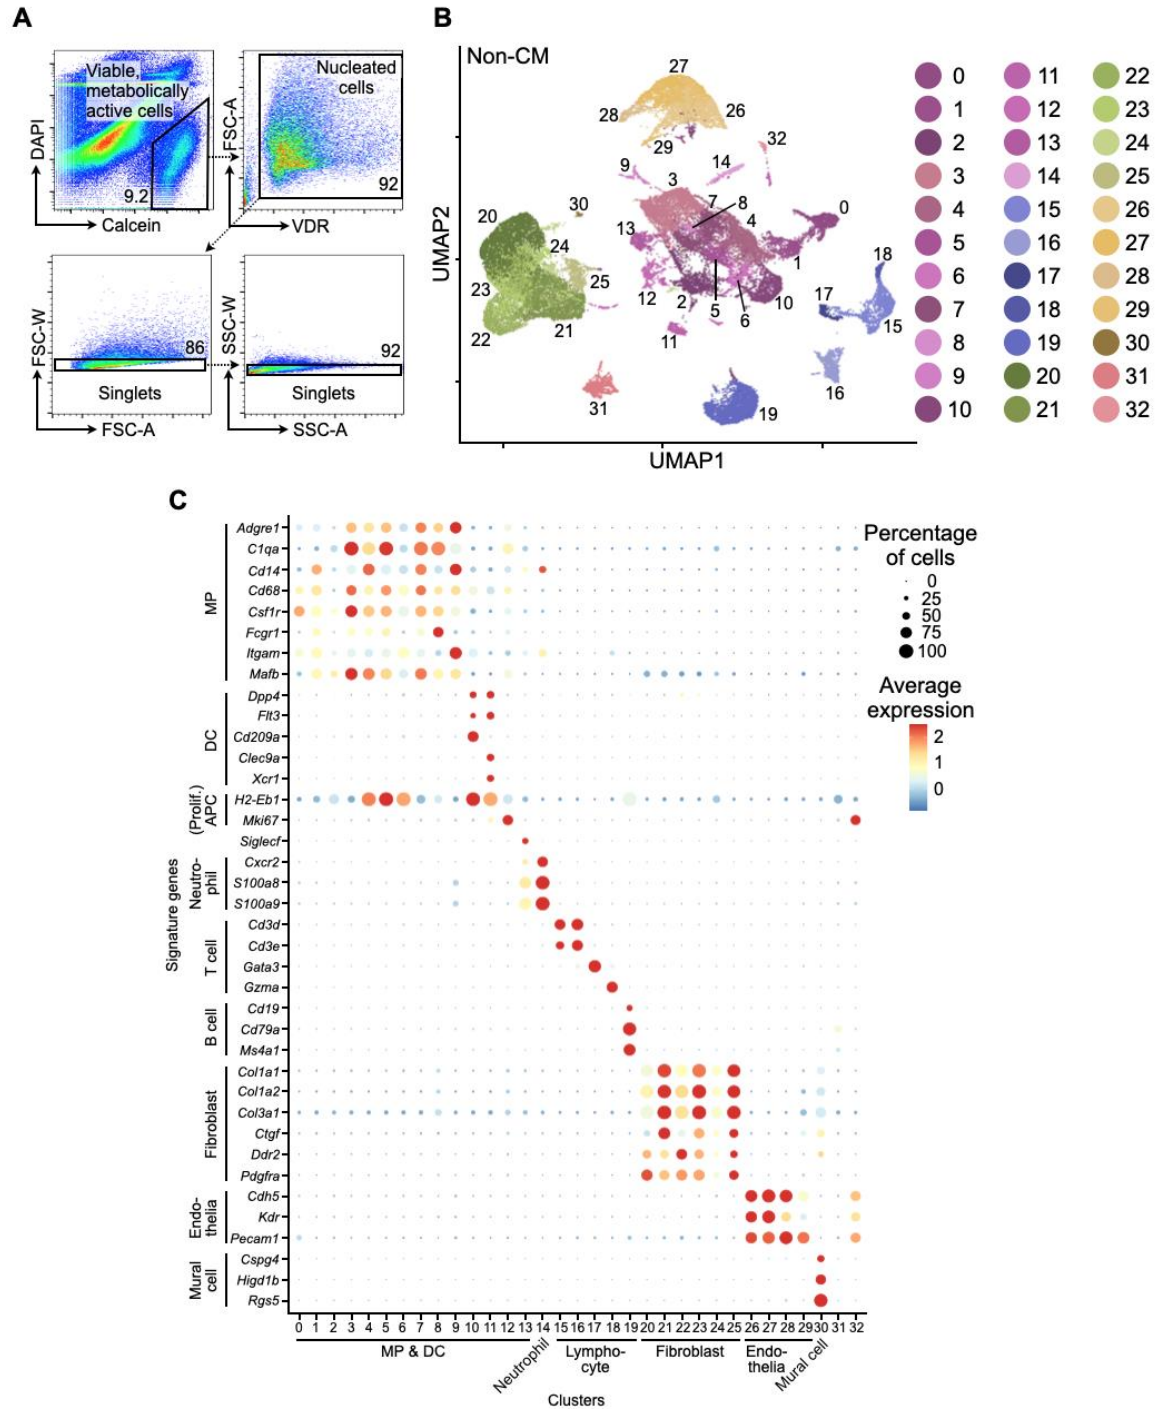 A
Viable,
metabolically
active cells
9.2
DAPI
Calcein
Nucleated
cells
92
FSC-A
VDR
86
Singlets
FSC-W
FSC-A
92
Singlets
SSC-W
SSC-A
B
Non-CM
27
28
26
29
32
9
14
3
7
8
0
20
30
13
4
24
1
18
25
23
12
2
5
6
10
17
15
22
21
11
16
31
19
UMAP2
UMAP1
0
1
2
3
4
5
6
7
8
9
10
11
12
13
14
15
16
17
18
19
20
21
22
23
24
25
26
27
28
29
30
31
32
C
Signature genes
MP
Adgre1
C1qa
Cd14
Cd68
Csf1r
Fcgr1
Itgam
Mafb
DC
Dpp4
Flt3
Cd209a
Clec9a
Xcr1
(Prolif.)
APC
H2-Eb1
Mki67
Siglecf
Neutro-
phil
Cxcr2
S100a8
S100a9
T cell
Cd3d
Cd3e
Gata3
Gzma
B cell
Cd19
Cd79a
Ms4a1
Fibroblast
Col1a1
Col1a2
Col3a1
Ctgf
Ddr2
Pdgfra
Endo-
thelia
Cdh5
Kdr
Pecam1
Mural
cell
Cspg4
Higd1b
Rgs5
0 1 2 3 4 5 6 7 8 9 10 11 12 13 14 15 16 17 18 19 20 21 22 23 24 25 26 27 28 29 30 31 32
MP & DC
Neutrophil
Lympho-
cyte
Fibroblast
Endo-
thelia
Mural cell
Clusters
Percentage
of cells
0
25
50
75
100
Average
expression
2
1
0